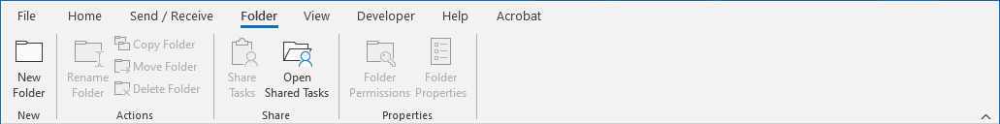 File Home Send / Receive Folder View Developer Help Acrobat
New Folder
Rename Folder
Copy Folder
Move Folder
Delete Folder
Share Tasks
Open Shared Tasks
Folder Permissions
Folder Properties
New Actions Share Properties